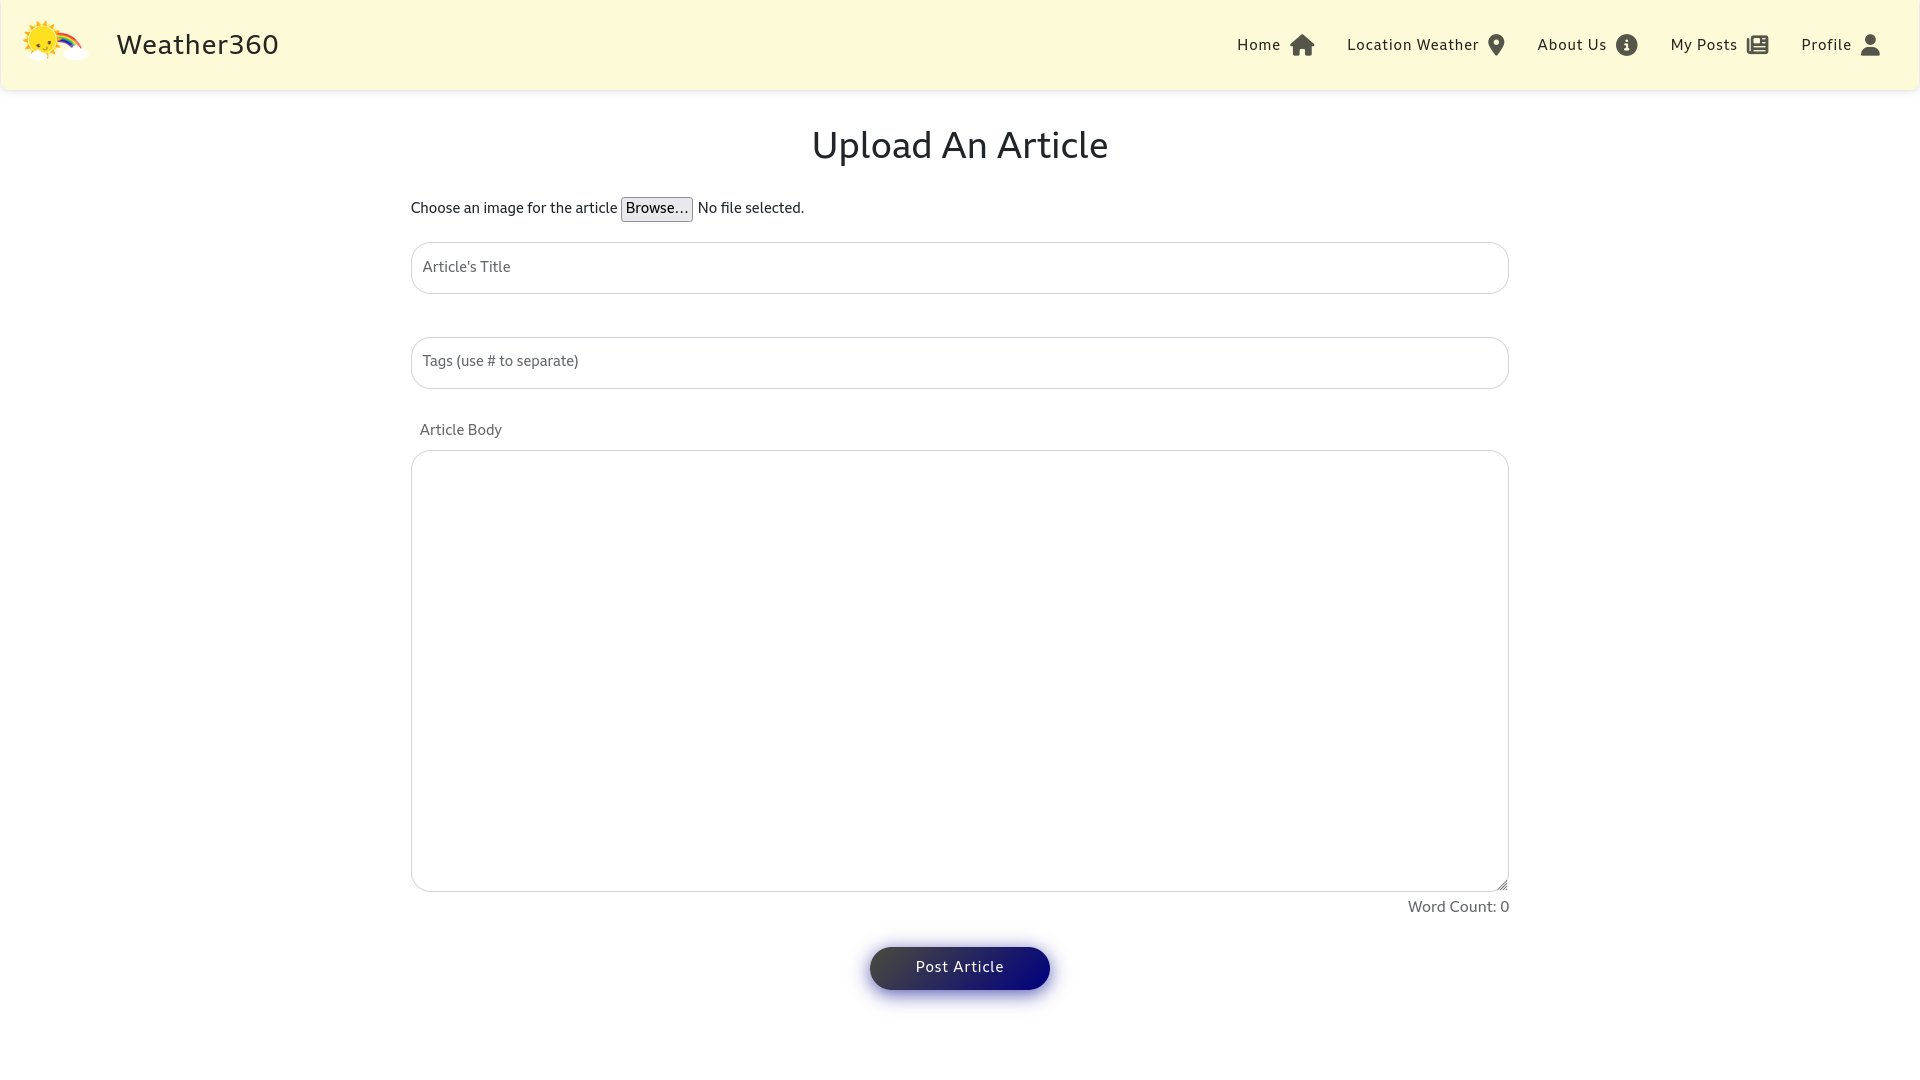 Weather360
Home
Location Weather
About Us
My Posts
Profile
Upload An Article
Choose an image for the article Browse... No file selected.
Article's Title
Tags (use # to separate)
Article Body
Word Count: 0
Post Article